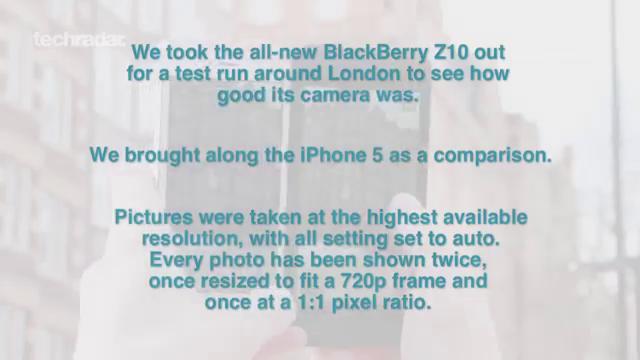 techradar.
We took the all-new BlackBerry Z10 out
for a test run around London to see how
good its camera was.
We brought along the iPhone 5 as a comparison.
Pictures were taken at the highest available
resolution, with all setting set to auto.
Every photo has been shown twice,
once resized to fit a 720p frame and
once at a 1:1 pixel ratio.